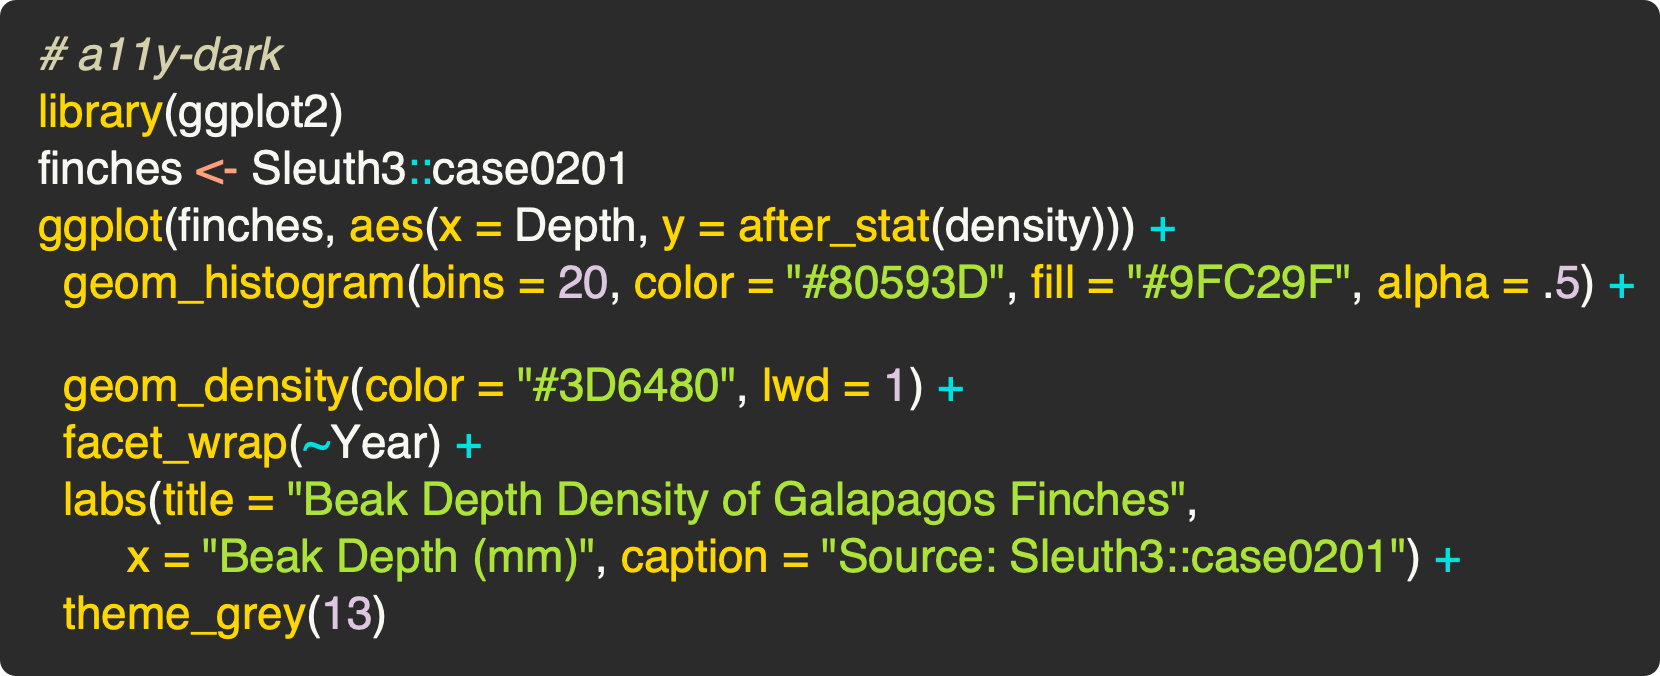 # a11y-dark
library(ggplot2)
finches <- Sleuth3::case0201
ggplot(finches, aes(x = Depth, y = after_stat(density))) +
  geom_histogram(bins = 20, color = "#80593D", fill = "#9FC29F", alpha = .5) +
  geom_density(color = "#3D6480", lwd = 1) +
  facet_wrap(~Year) +
  labs(title = "Beak Depth Density of Galapagos Finches",
       x = "Beak Depth (mm)", caption = "Source: Sleuth3::case0201") +
  theme_grey(13)